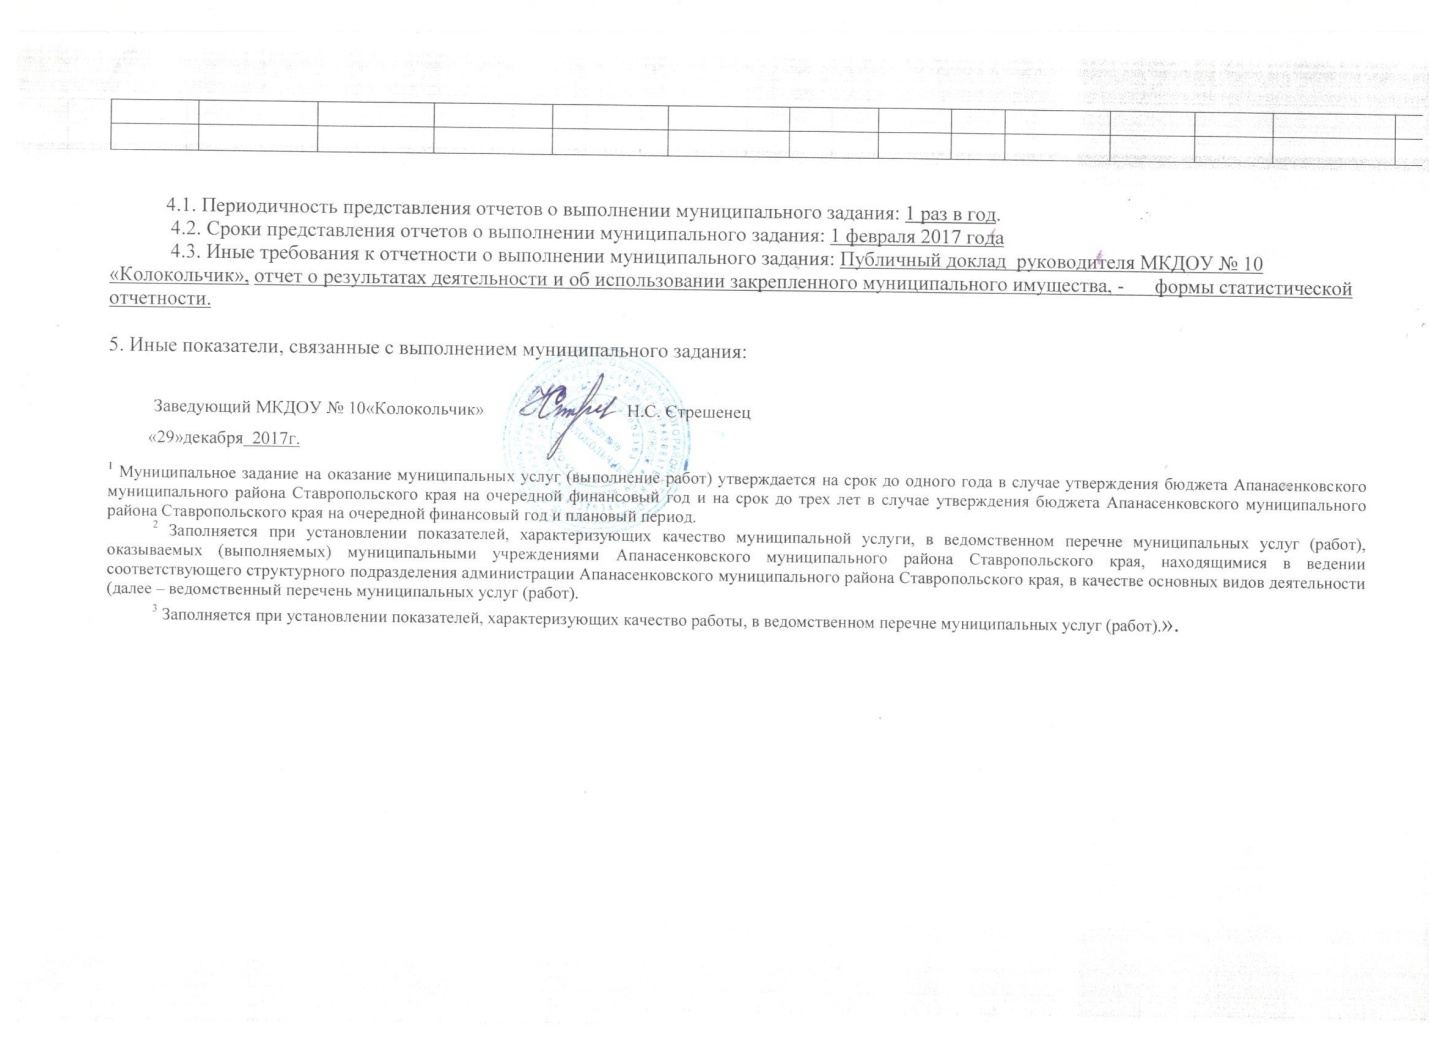 4.1. Периодичность представления отчетов о выполнении муниципального задания: 1 раз в год.
4.2. Сроки представления отчетов о выполнении муниципального задания: 1 февраля 2017 года
4.3. Иные требования к отчетности о выполнении муниципального задания: Публичный доклад руководителя МКДОУ № 10
«Колокольчик», отчет о результатах деятельности и об использовании закрепленного муниципального имущества, - формы статистической
отчетности.
5. Иные показатели, связанные с выполнением муниципального задания:
Заведующий МКДОУ № 10«Колокольчик» Н.С. Стрешенец
«29»декабря 2017г.
1 Муниципальное задание на оказание муниципальных услуг (выполнение работ) утверждается на срок до одного года в случае утверждения бюджета Апанасенковского
муниципального района Ставропольского края на очередной финансовый год и на срок до трех лет в случае утверждения бюджета Апанасенковского муниципального
района Ставропольского края на очередной финансовый год и плановый период.
2 Заполняется при установлении показателей, характеризующих качество муниципальной услуги, в ведомственном перечне муниципальных услуг (работ),
оказываемых (выполняемых) муниципальными учреждениями Апанасенковского муниципального района Ставропольского края, находящимися в ведении
соответствующего структурного подразделения администрации Апанасенковского муниципального района Ставропольского края, в качестве основных видов деятельности
(далее – ведомственный перечень муниципальных услуг (работ).
3 Заполняется при установлении показателей, характеризующих качество работы, в ведомственном перечне муниципальных услуг (работ).».